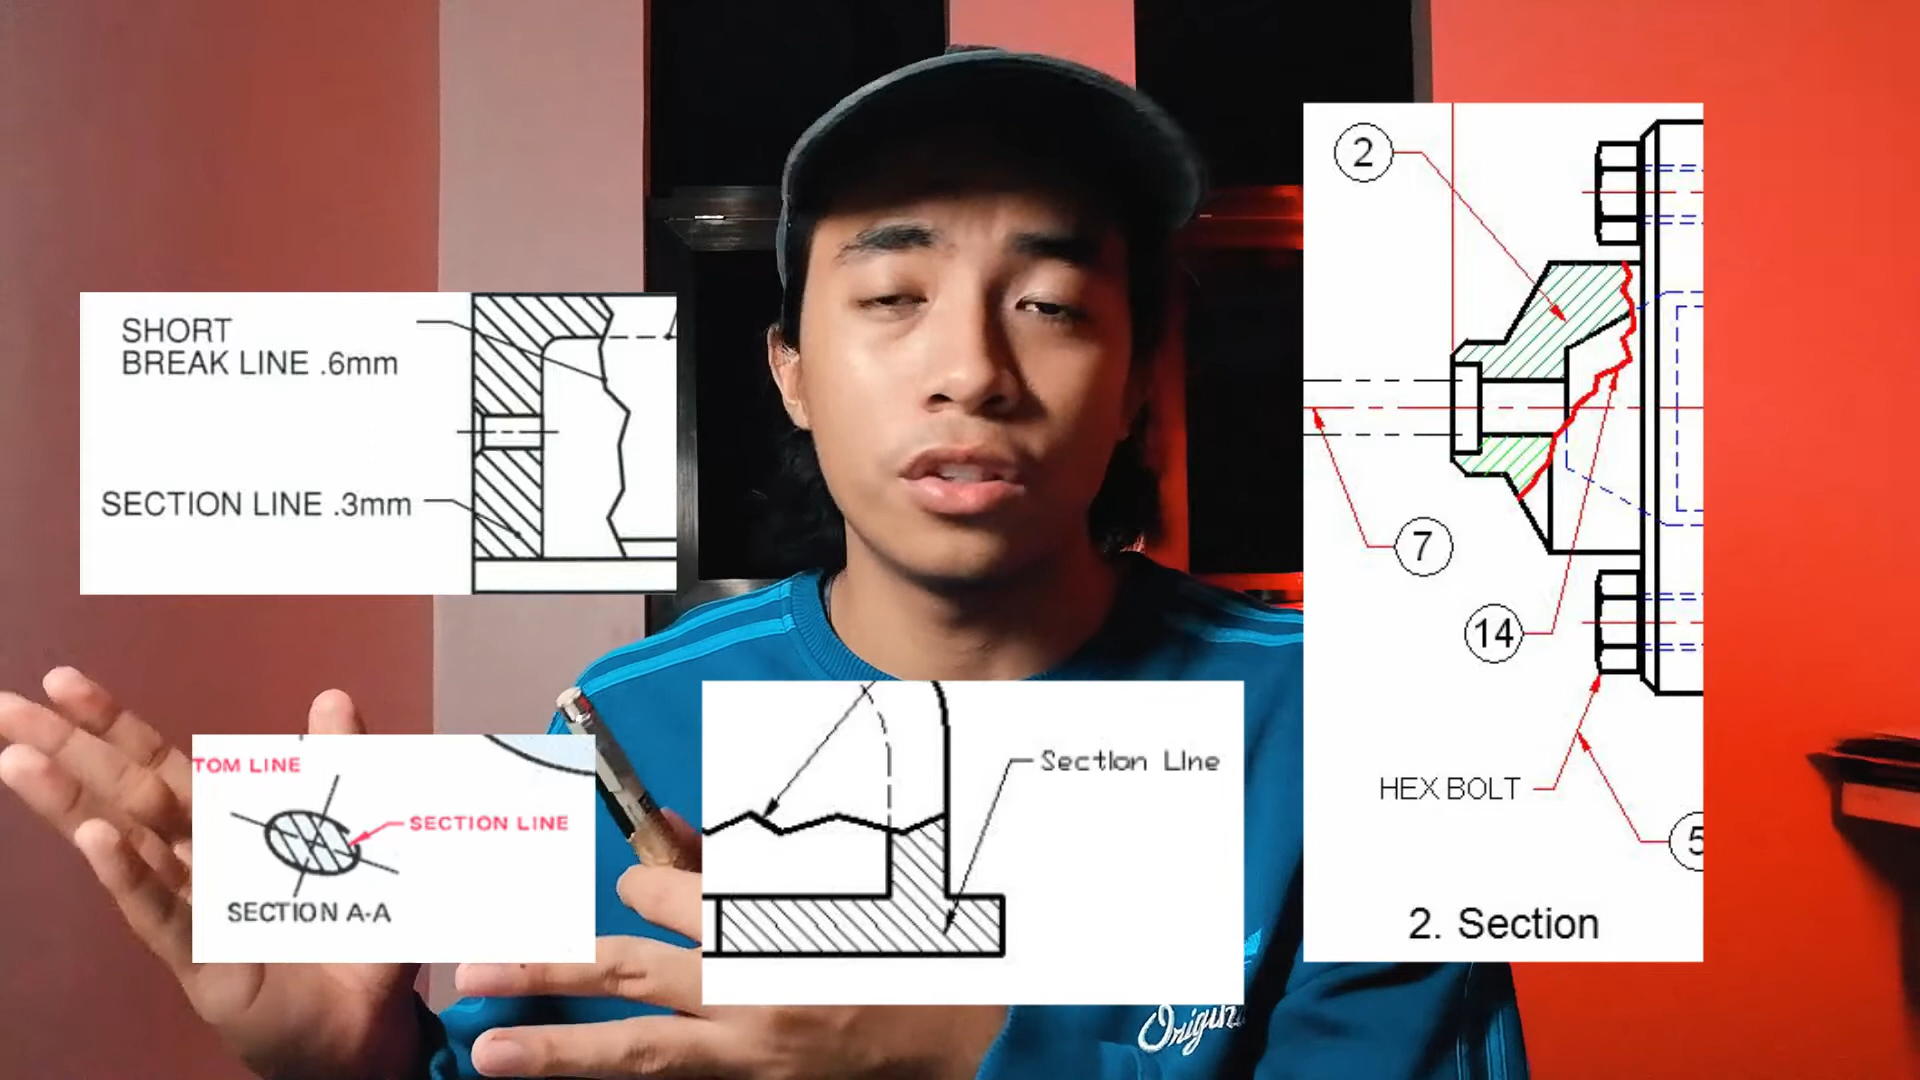 SHORT
BREAK LINE .6mm
SECTION LINE .3mm
TOM LINE
SECTION LINE
SECTION A-A
Section Line
2
7
14
HEX BOLT
5
2. Section